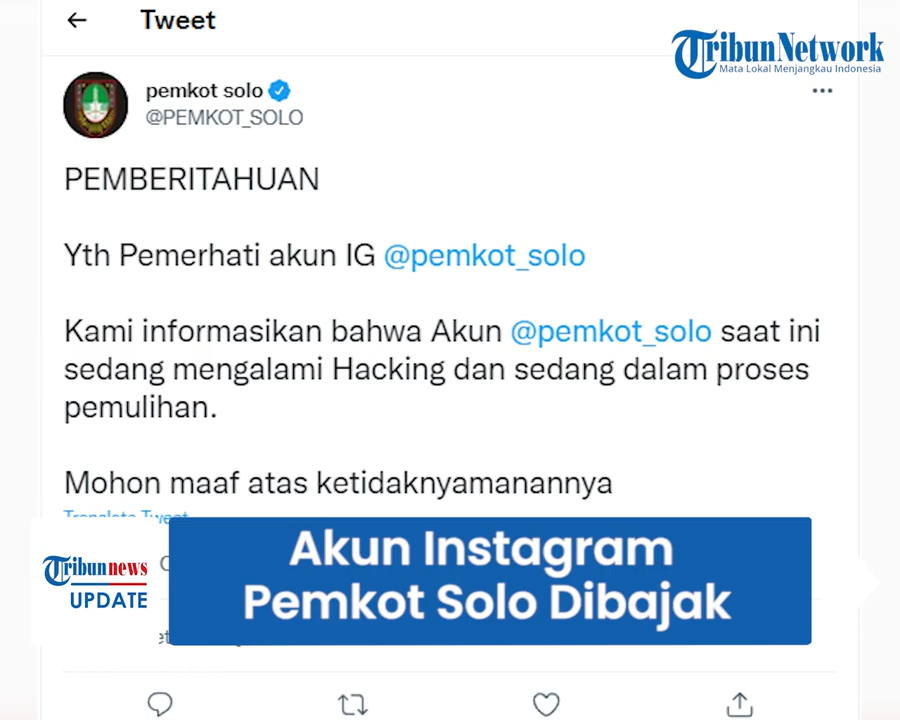 Tweet
TribunNetwork
Mata Lokal Menjangkau Indonesia
pemkot solo
@PEMKOT_SOLO
PEMBERITAHUAN
Yth Pemerhati akun IG @pemkot_solo
Kami informasikan bahwa Akun @pemkot_solo saat ini
sedang mengalami Hacking dan sedang dalam proses
pemulihan.
Mohon maaf atas ketidaknyamanannya
Translate Tweet
Akun Instagram
Pemkot Solo Dibajak
Tribunnews
UPDATE